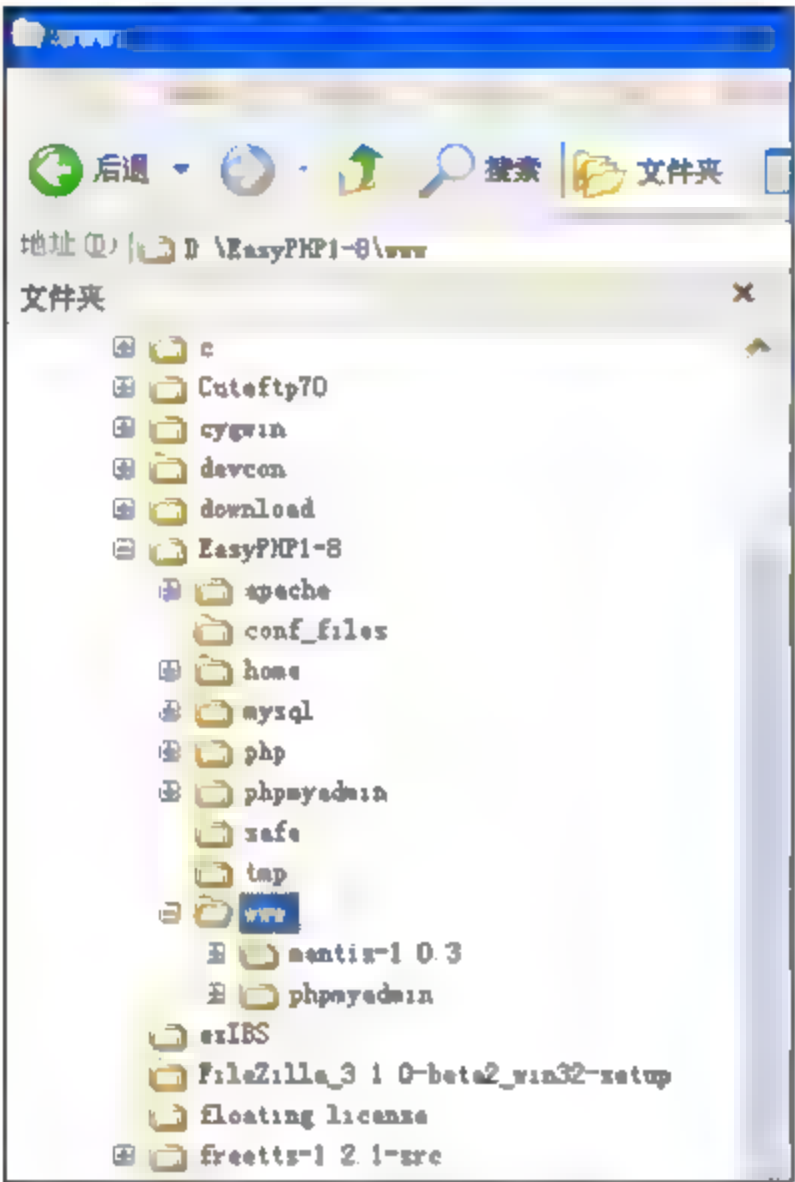 后退 搜索 文件夹
地址(D) D:\EasyPHP1-8\www
文件夹
c
Cuteftp70
cygwin
devcon
download
EasyPHP1-8
apache
conf_files
home
mysql
php
phpmyadmin
safe
tmp
www
mantis-1.0.3
phpmyadmin
ezIBS
FileZilla_3.1.0-beta2_win32-setup
floating license
freetts-1.2.1-src